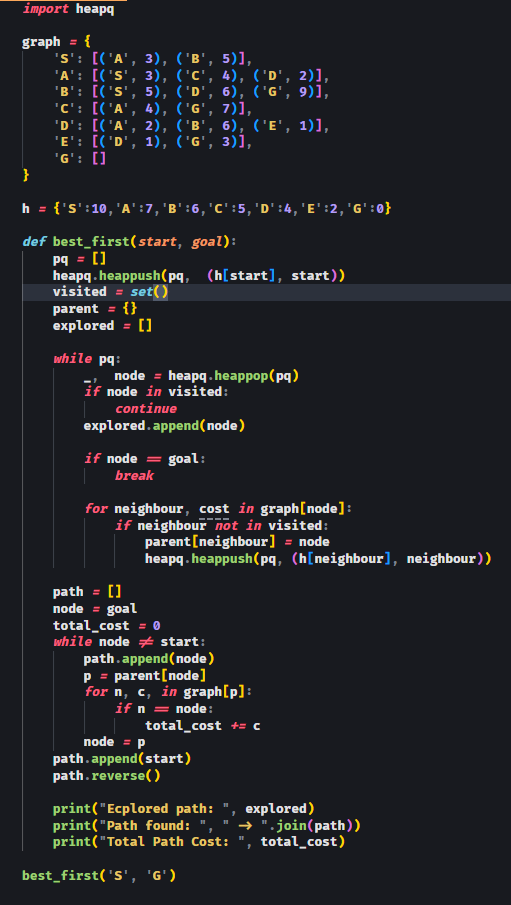 import heapq

graph = {
    'S': [('A', 3), ('B', 5)],
    'A': [('S', 3), ('C', 4), ('D', 2)],
    'B': [('S', 5), ('D', 6), ('G', 9)],
    'C': [('A', 4), ('G', 7)],
    'D': [('A', 2), ('B', 6), ('E', 1)],
    'E': [('D', 1), ('G', 3)],
    'G': []
}

h = {'S':10,'A':7,'B':6,'C':5,'D':4,'E':2,'G':0}

def best_first(start, goal):
    pq = []
    heapq.heappush(pq,  (h[start], start))
    visited = set()
    parent = {}
    explored = []

    while pq:
        _,  node = heapq.heappop(pq)
        if node in visited:
            continue
        explored.append(node)

        if node == goal:
            break

        for neighbour, cost in graph[node]:
            if neighbour not in visited:
                parent[neighbour] = node
                heapq.heappush(pq, (h[neighbour], neighbour))

    path = []
    node = goal
    total_cost = 0
    while node != start:
        path.append(node)
        p = parent[node]
        for n, c, in graph[p]:
            if n == node:
                total_cost += c
        node = p
    path.append(start)
    path.reverse()

    print("Ecplored path: ", explored)
    print("Path found: ", " -> ".join(path))
    print("Total Path Cost: ", total_cost)

best_first('S', 'G')